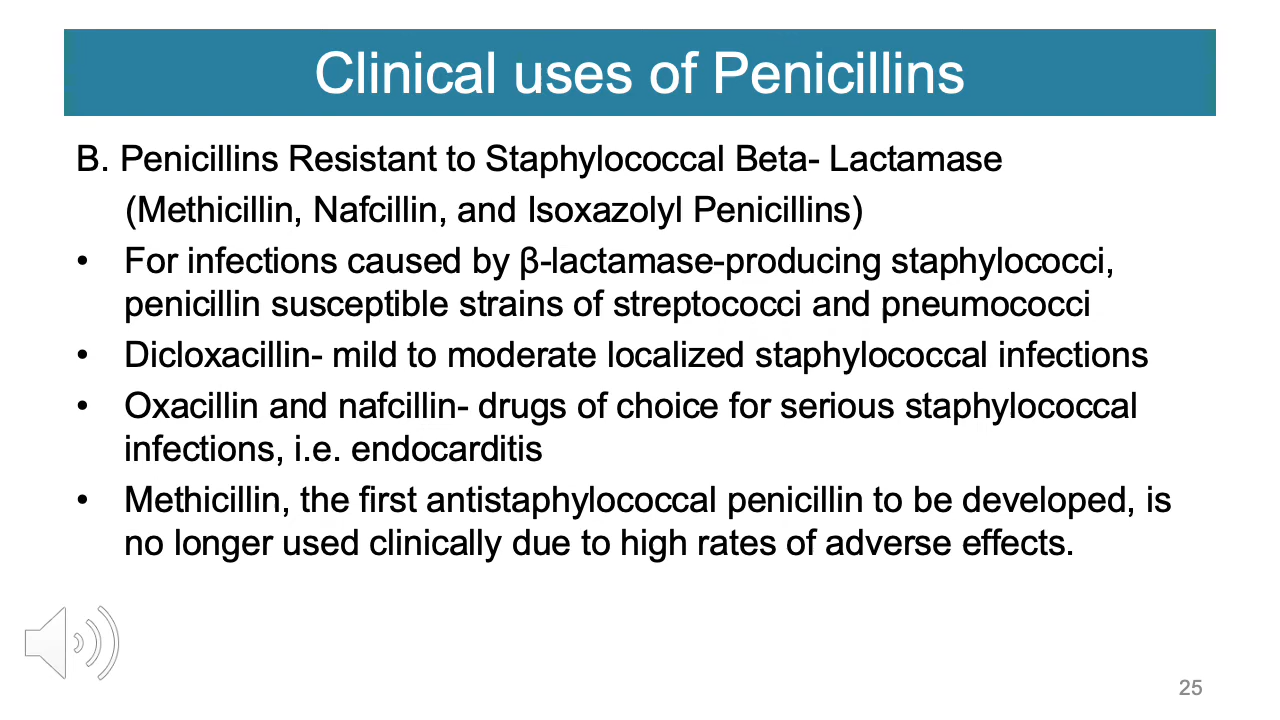 Clinical uses of Penicillins
B. Penicillins Resistant to Staphylococcal Beta- Lactamase
(Methicillin, Nafcillin, and Isoxazolyl Penicillins)
• For infections caused by β-lactamase-producing staphylococci,
penicillin susceptible strains of streptococci and pneumococci
• Dicloxacillin- mild to moderate localized staphylococcal infections
• Oxacillin and nafcillin- drugs of choice for serious staphylococcal
infections, i.e. endocarditis
• Methicillin, the first antistaphylococcal penicillin to be developed, is
no longer used clinically due to high rates of adverse effects.
25